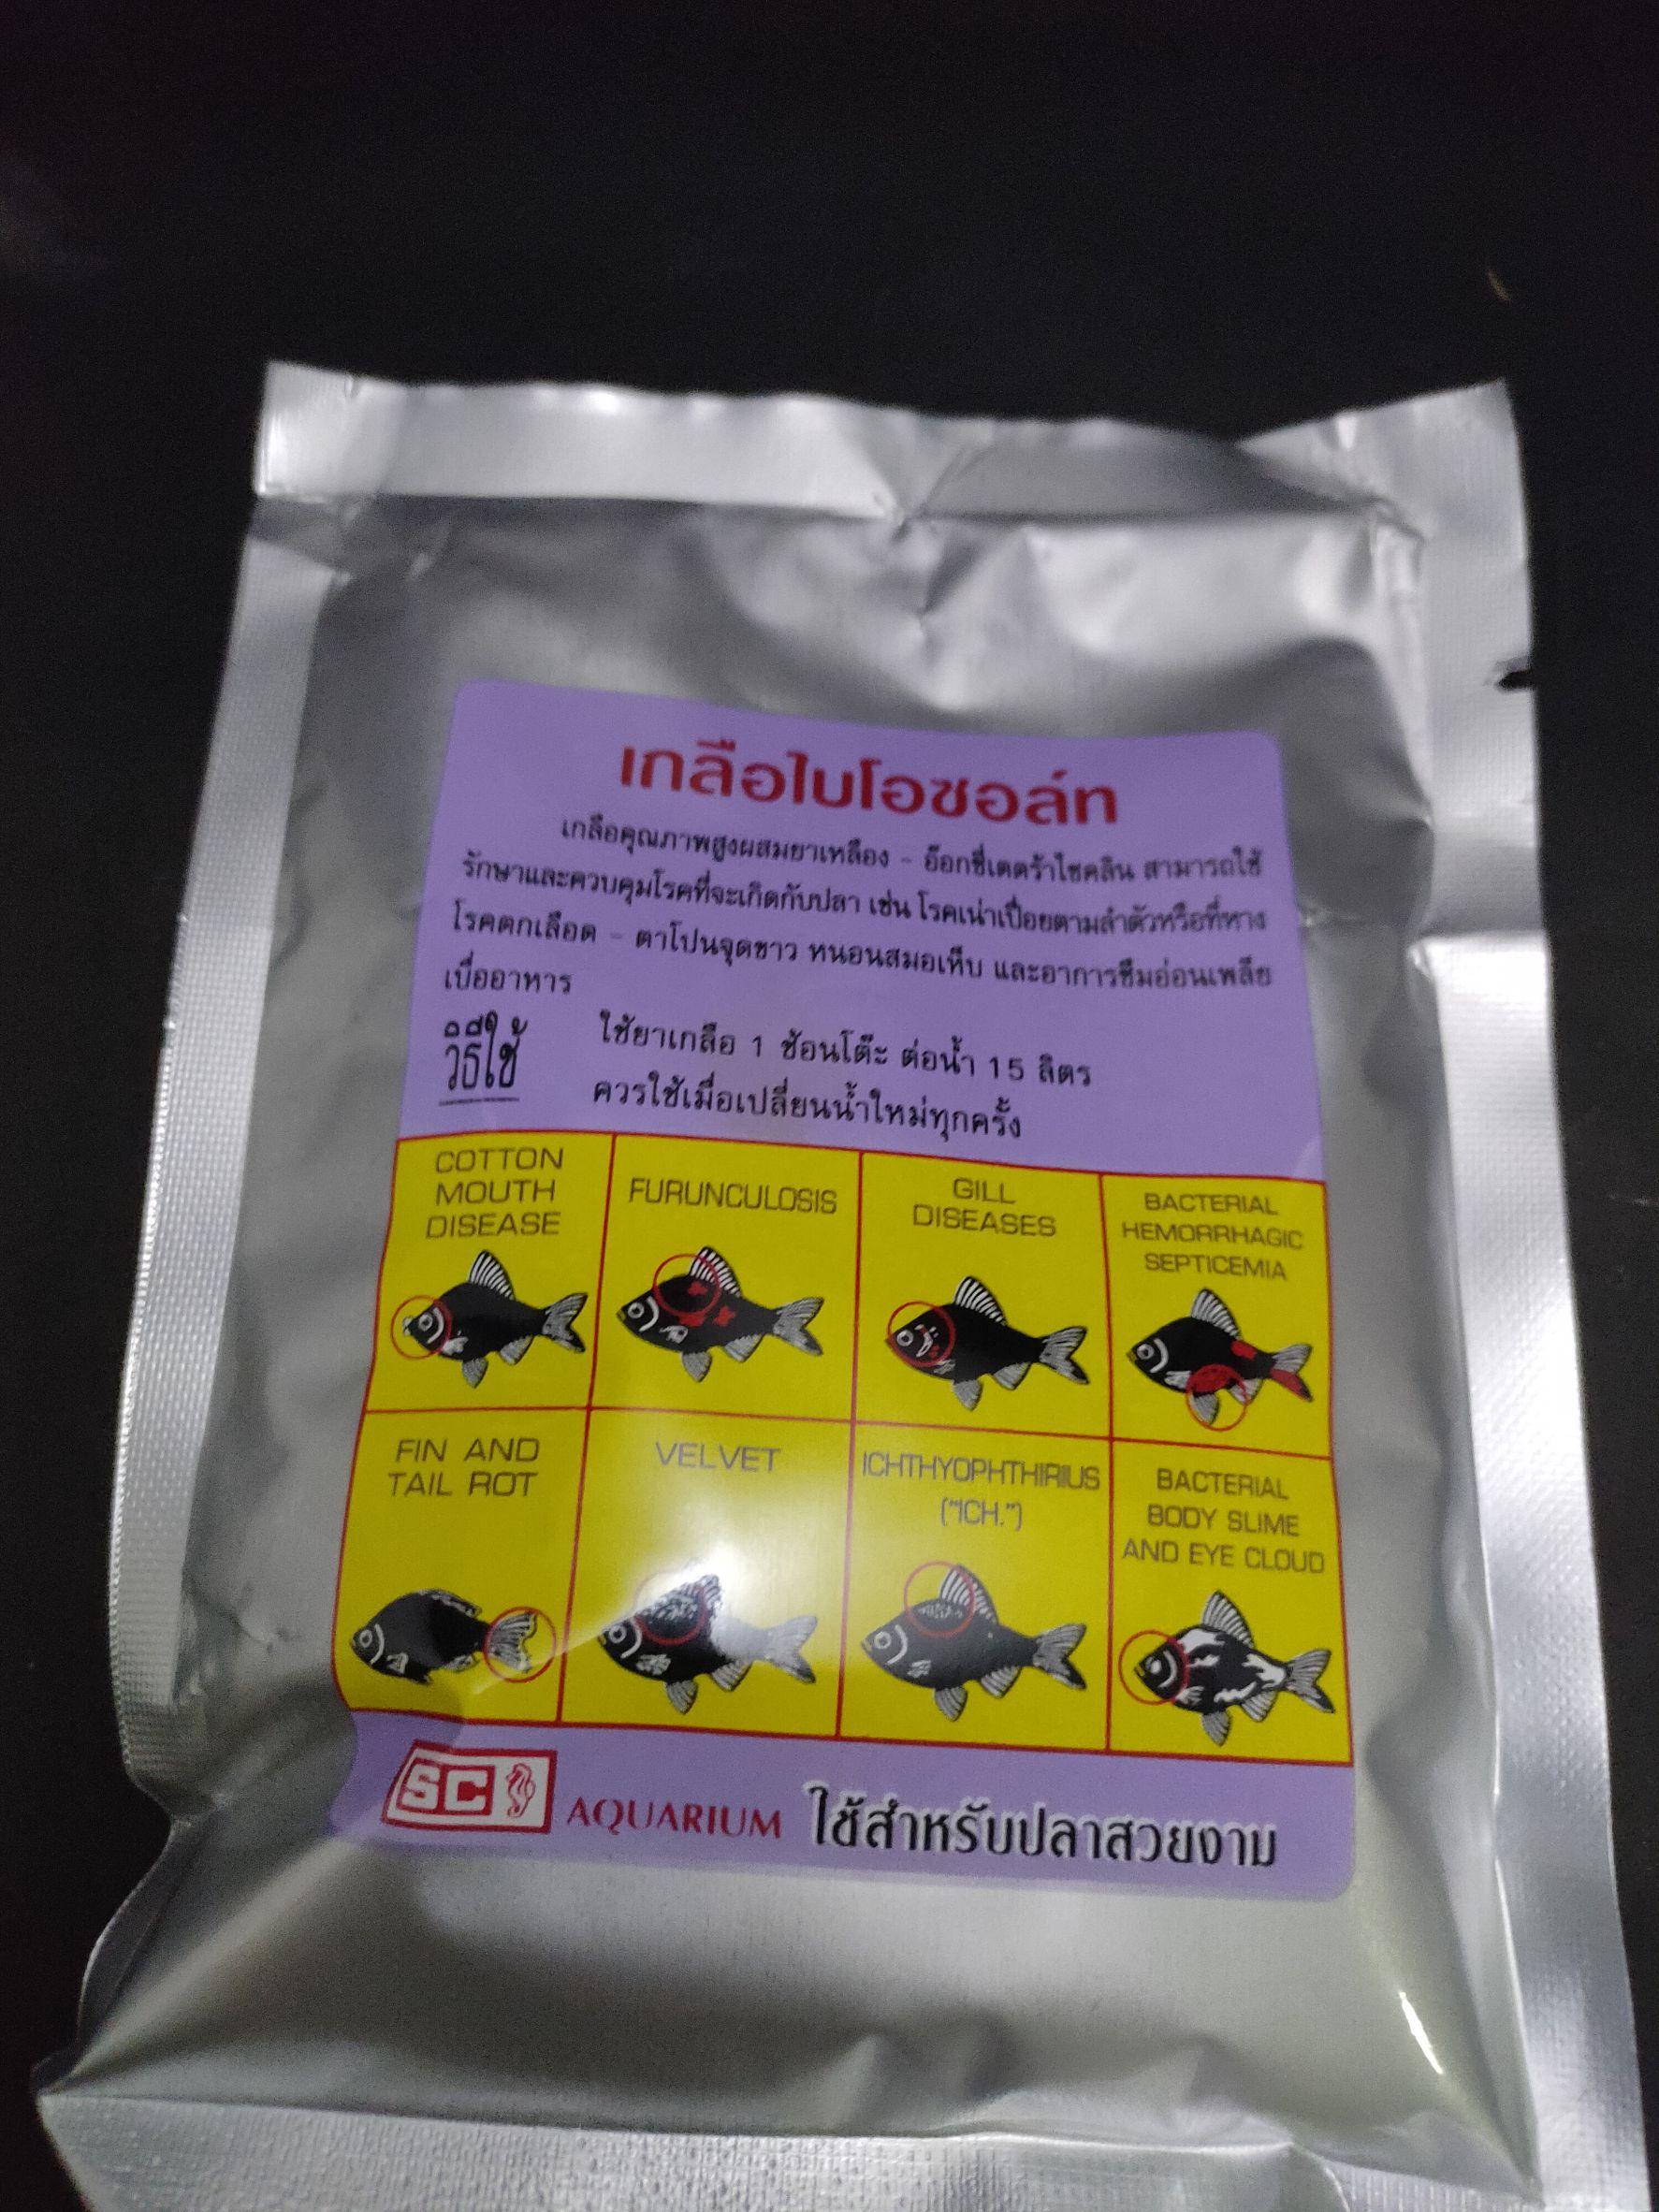 เกลือไบโอซอล์ท
เกลือคุณภาพสูงผสมยาเหลือง - อ๊อกซี่เตตร้าไซคลิน สามารถใช้
รักษาและควบคุมโรคที่จะเกิดกับปลา เช่น โรคเน่าเปื่อยตามลำตัวหรือที่หาง
โรคตกเลือด - ตาโปนจุดขาว หนอนสมอเห็บ และอาการซึมอ่อนเพลีย
เบื่ออาหาร
วิธีใช้
ใช้ยาเกลือ 1 ช้อนโต๊ะ ต่อน้ำ 15 ลิตร
ควรใช้เมื่อเปลี่ยนน้ำใหม่ทุกครั้ง
COTTON
MOUTH
DISEASE
FURUNCULOSIS
GILL
DISEASES
BACTERIAL
HEMORRHAGIC
SEPTICEMIA
FIN AND
TAIL ROT
VELVET
ICHTHYOPHTHIRIUS
("ICH.")
BACTERIAL
BODY SLIME
AND EYE CLOUD
SC AQUARIUM ใช้สำหรับปลาสวยงาม